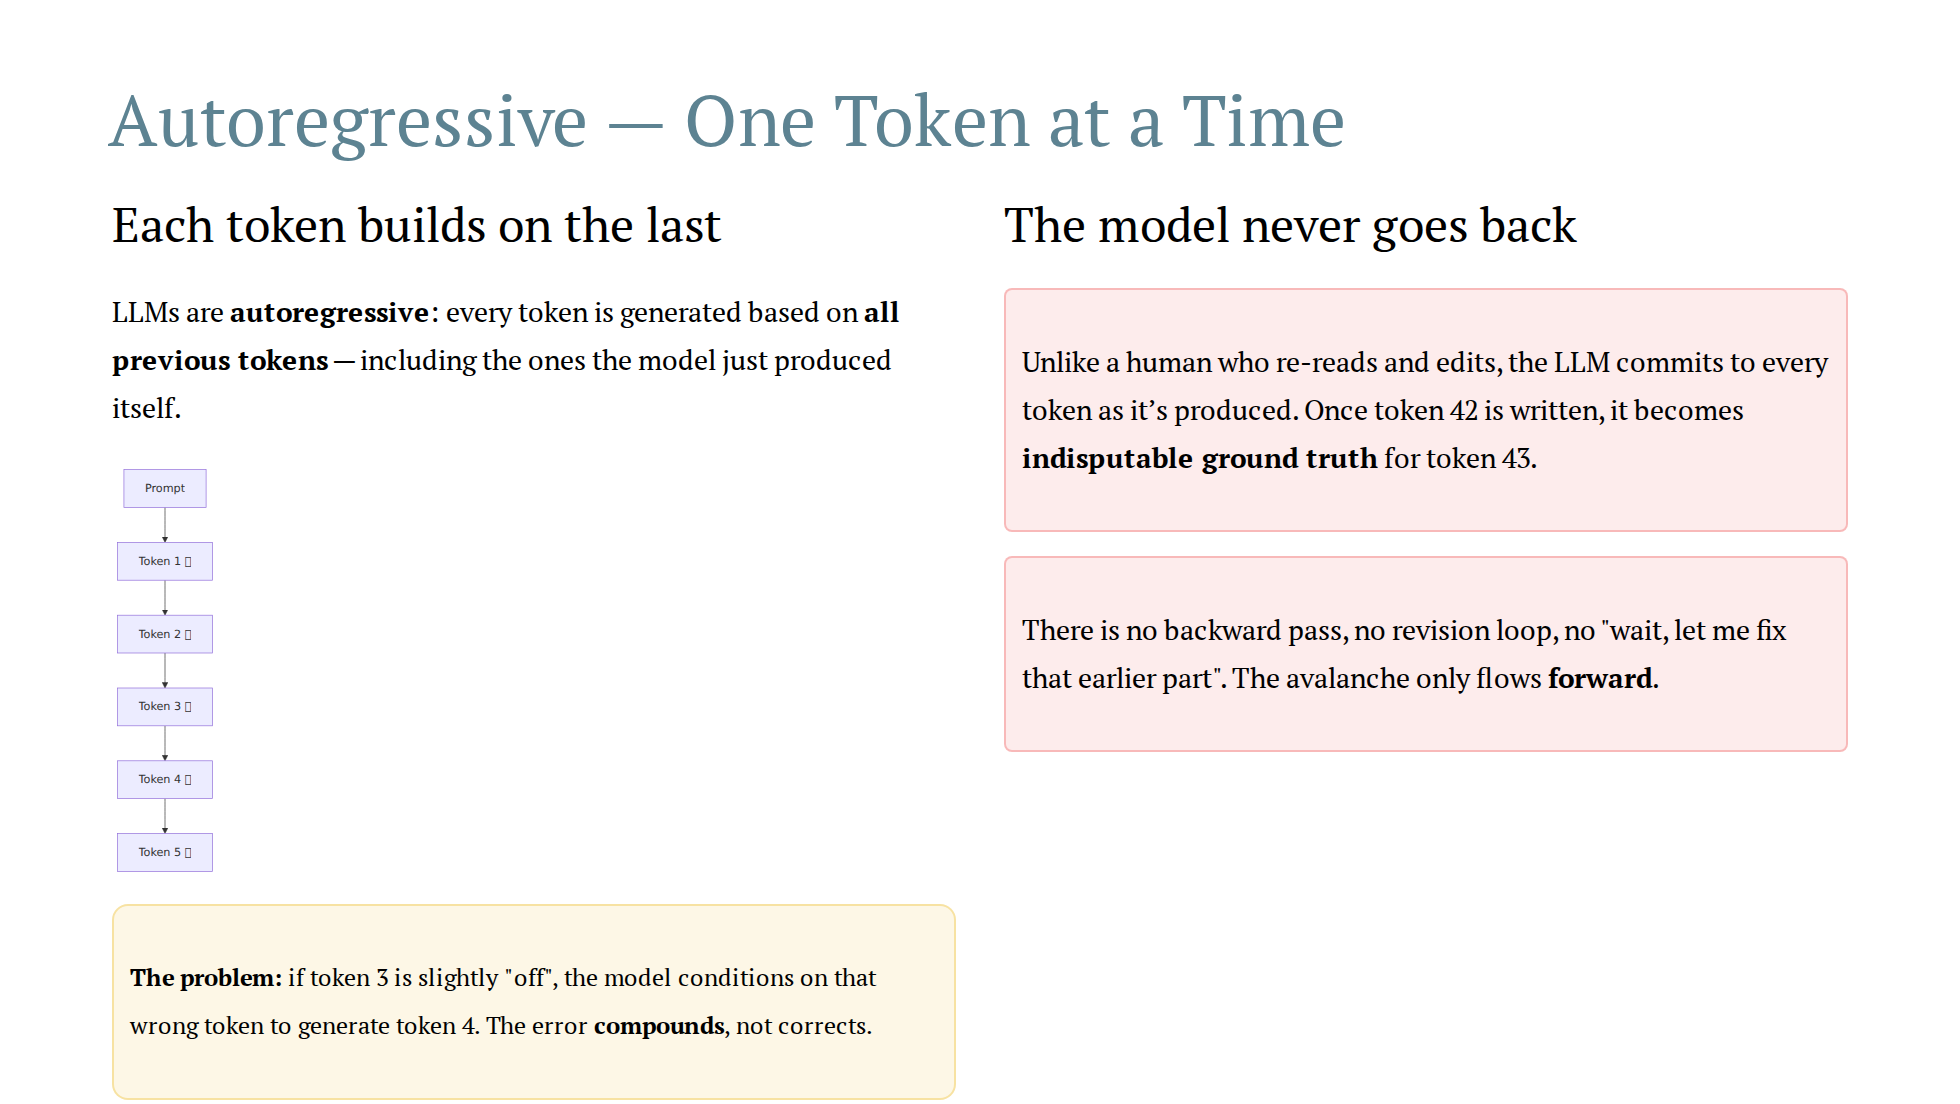 Autoregressive — One Token at a Time
Each token builds on the last
LLMs are autoregressive: every token is generated based on all
previous tokens — including the ones the model just produced
itself.
Prompt
Token 1
Token 2
Token 3
Token 4
Token 5
The problem: if token 3 is slightly "off", the model conditions on that
wrong token to generate token 4. The error compounds, not corrects.
The model never goes back
Unlike a human who re-reads and edits, the LLM commits to every
token as it’s produced. Once token 42 is written, it becomes
indisputable ground truth for token 43.
There is no backward pass, no revision loop, no "wait, let me fix
that earlier part". The avalanche only flows forward.